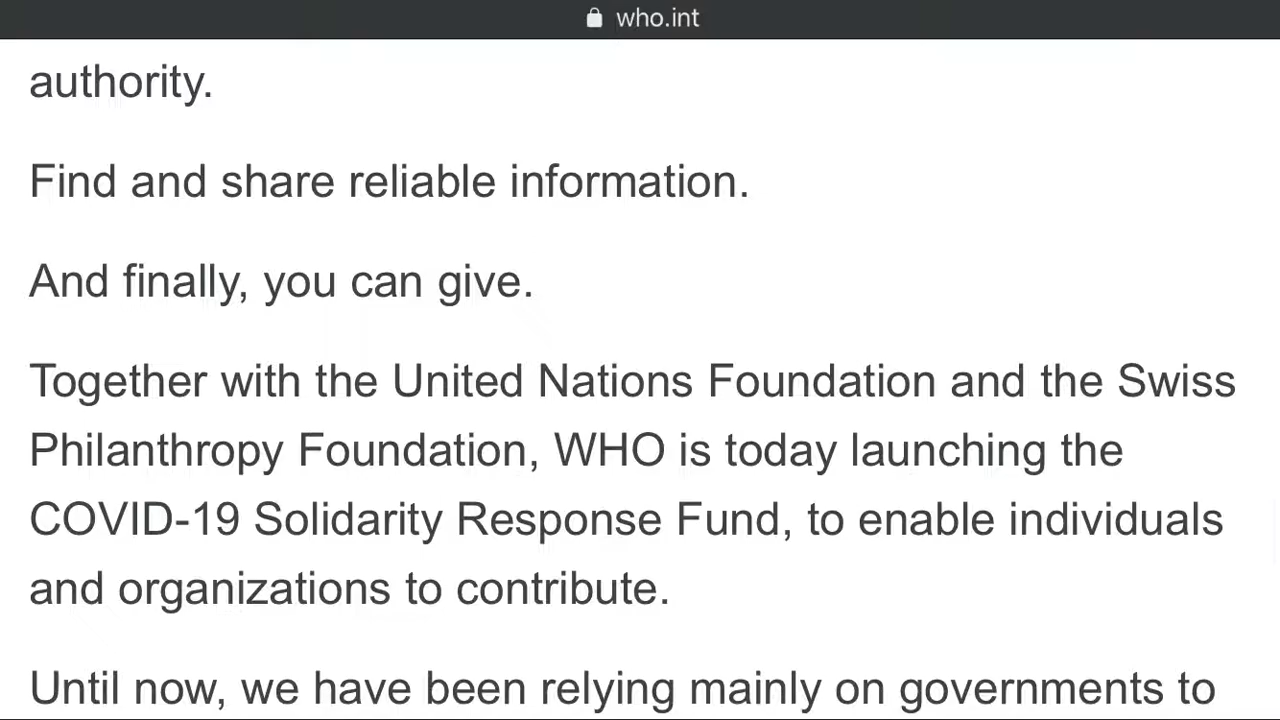 who.int
authority.
Find and share reliable information.
And finally, you can give.
Together with the United Nations Foundation and the Swiss
Philanthropy Foundation, WHO is today launching the
COVID-19 Solidarity Response Fund, to enable individuals
and organizations to contribute.
Until now, we have been relying mainly on governments to